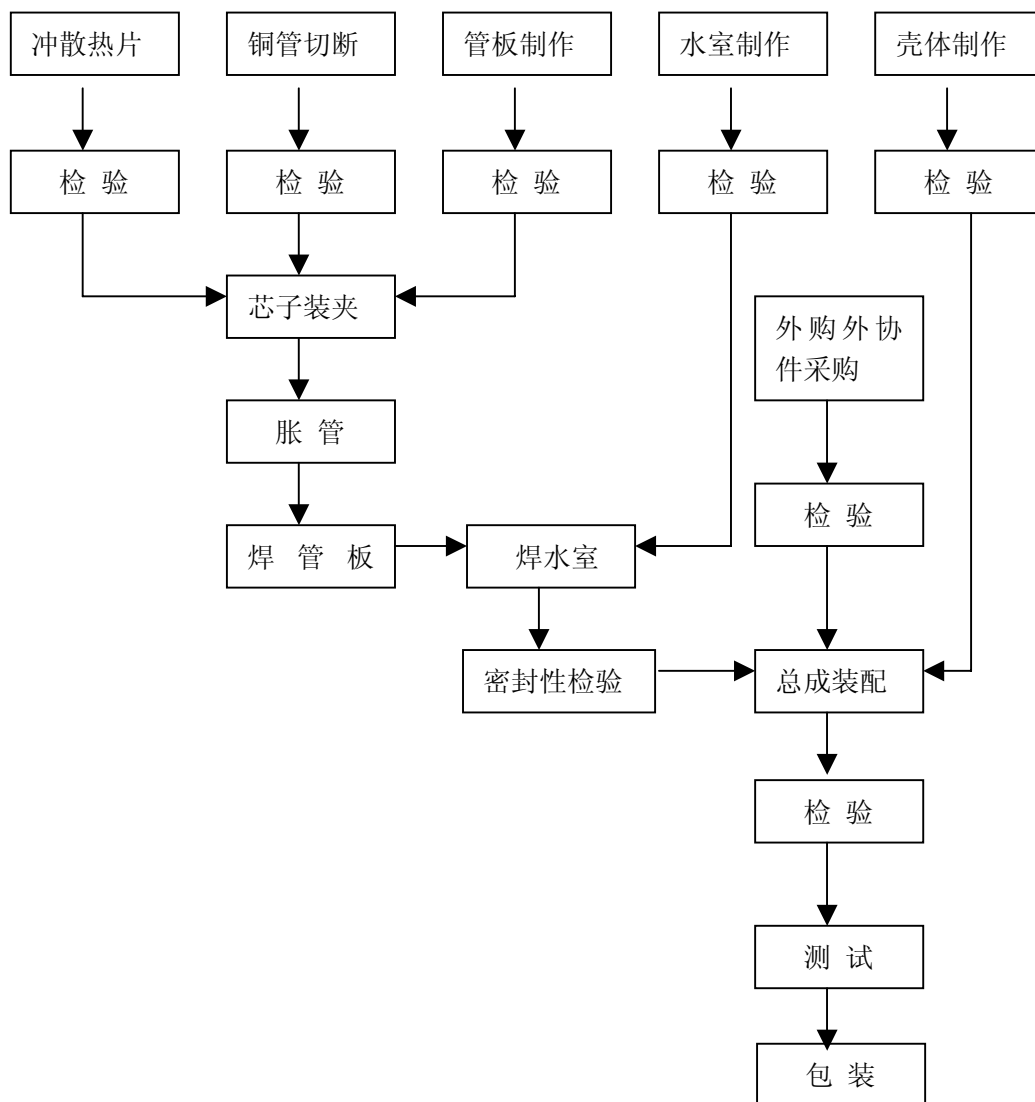 冲散热片
铜管切断
管板制作
水室制作
壳体制作
检 验
检 验
检 验
检 验
检 验
芯子装夹
外购外协
件采购
胀 管
检 验
焊 管 板
焊水室
密封性检验
总成装配
检 验
测 试
包 装